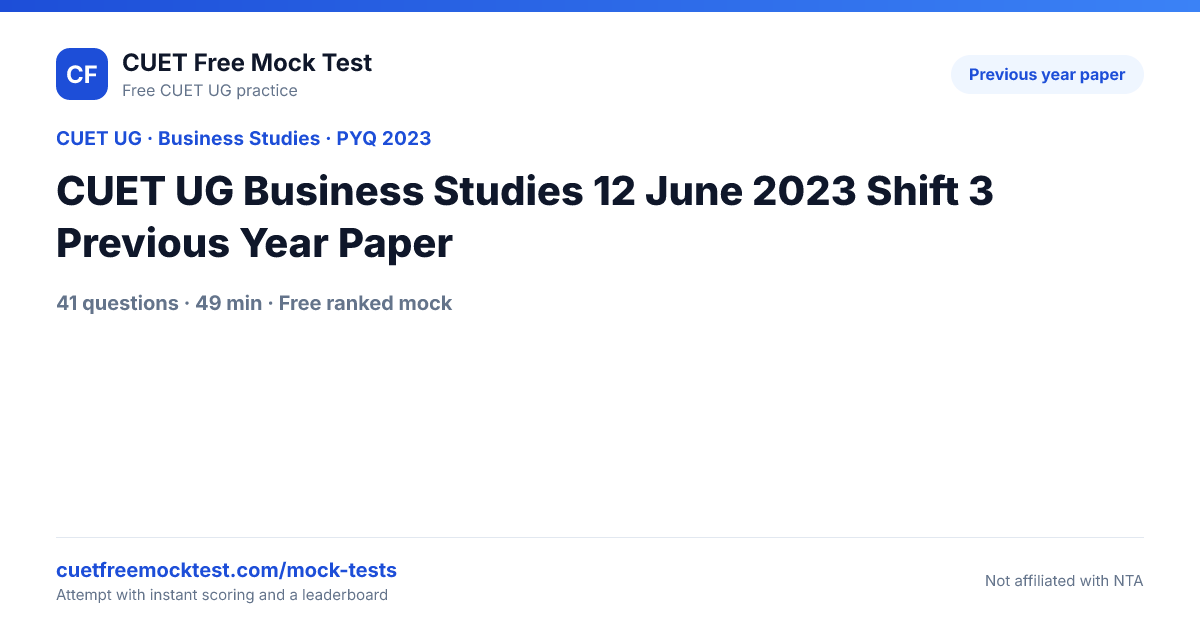 CF
CUET Free Mock Test
Free CUET UG practice
Previous year paper
CUET UG · Business Studies · PYQ 2023
CUET UG Business Studies 12 June 2023 Shift 3
Previous Year Paper
41 questions · 49 min · Free ranked mock
cuetfreemocktest.com/mock-tests
Attempt with instant scoring and a leaderboard
Not affiliated with NTA